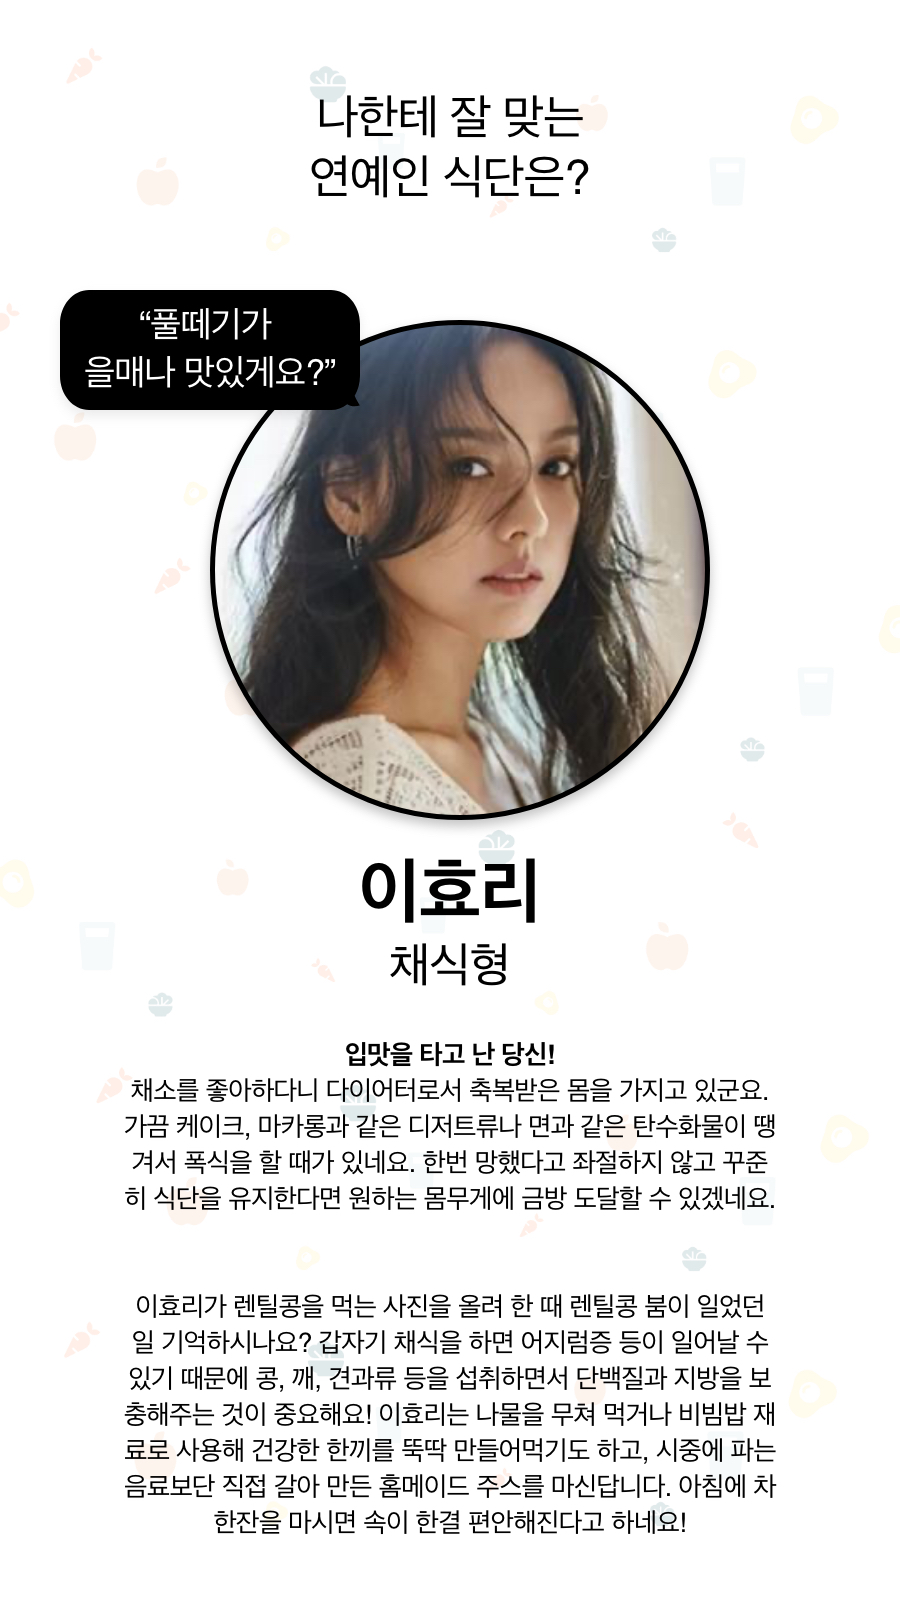 나한테 잘 맞는
연예인 식단은?
“풀떼기가
을매나 맛있게요?”
이효리
채식형
입맛을 타고 난 당신!
채소를 좋아하다니 다이어터로서 축복받은 몸을 가지고 있군요.
가끔 케이크, 마카롱과 같은 디저트류나 면과 같은 탄수화물이 땡
겨서 폭식을 할 때가 있네요. 한번 망했다고 좌절하지 않고 꾸준
히 식단을 유지한다면 원하는 몸무게에 금방 도달할 수 있겠네요.
이효리가 렌틸콩을 먹는 사진을 올려 한 때 렌틸콩 붐이 일었던
일 기억하시나요? 갑자기 채식을 하면 어지럼증 등이 일어날 수
있기 때문에 콩, 깨, 견과류 등을 섭취하면서 단백질과 지방을 보
충해주는 것이 중요해요! 이효리는 나물을 무쳐 먹거나 비빔밥 재
료로 사용해 건강한 한끼를 뚝딱 만들어먹기도 하고, 시중에 파는
음료보단 직접 갈아 만든 홈메이드 주스를 마신답니다. 아침에 차
한잔을 마시면 속이 한결 편안해진다고 하네요!